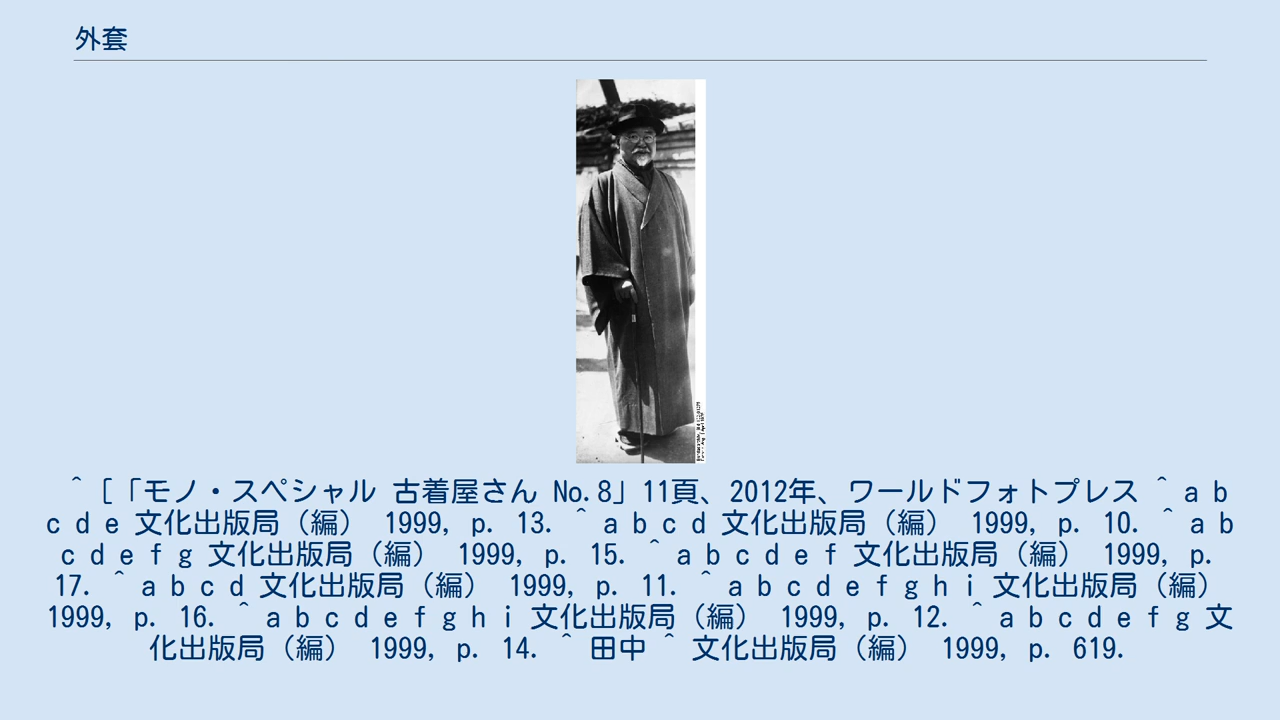 外套
^ [「モノ・スペシャル 古着屋さん No.8」11頁、2012年、ワールドフォトプレス ^ a b
c d e 文化出版局（編） 1999, p. 13. ^ a b c d 文化出版局（編） 1999, p. 10. ^ a b
c d e f g 文化出版局（編） 1999, p. 15. ^ a b c d e f 文化出版局（編） 1999, p.
17. ^ a b c d 文化出版局（編） 1999, p. 11. ^ a b c d e f g h i 文化出版局（編）
1999, p. 16. ^ a b c d e f g h i 文化出版局（編） 1999, p. 12. ^ a b c d e f g 文
化出版局（編） 1999, p. 14. ^ 田中 ^ 文化出版局（編） 1999, p. 619.